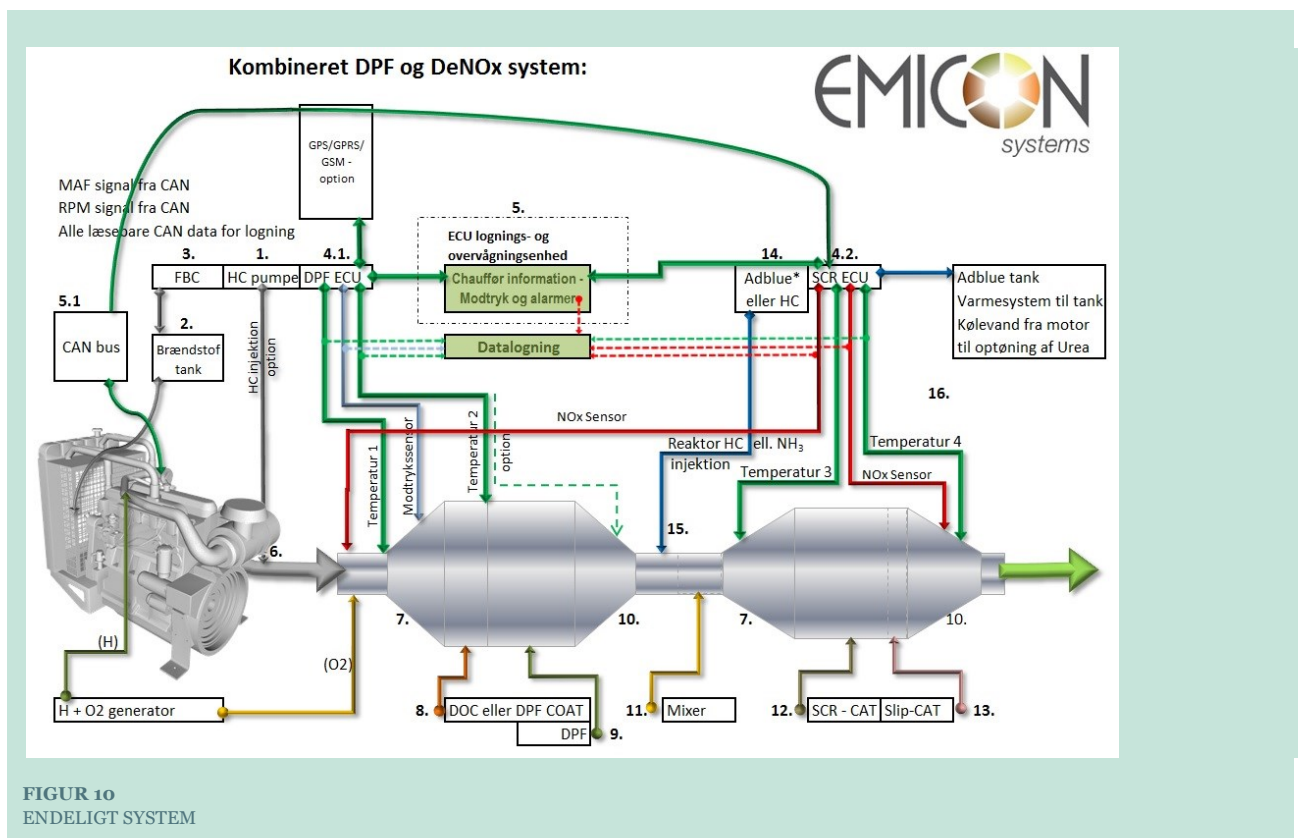 Kombineret DPF og DeNOx system:
EMICON
systems
GPS/GPRS/
GSM -
option
MAF signal fra CAN
RPM signal fra CAN
Alle læsebare CAN data for logning
5.
ECU lognings- og
overvågningsenhed
Chauffør information -
Modtryk og alarmer
3.
1.
4.1.
FBC
HC pumpe
DPF ECU
14.
4.2.
Adblue*
eller HC
SCR ECU
Adblue tank
Varmesystem til tank
Kølevand fra motor
til optøning af Urea
5.1
CAN bus
2.
Brændstof
tank
HC injektion
option
Datalogning
16.
NOx Sensor
Temperatur 1
Modtrykssensor
Temperatur 2
option
Reaktor HC ell. NH3
injektion
Temperatur 3
Temperatur 4
NOx Sensor
6.
15.
7.
10.
7.
10.
(H)
(O2)
H + O2 generator
8.
DOC eller DPF COAT
DPF
9.
11.
Mixer
12.
SCR - CAT
Slip-CAT
13.
FIGUR 10
ENDELIGT SYSTEM